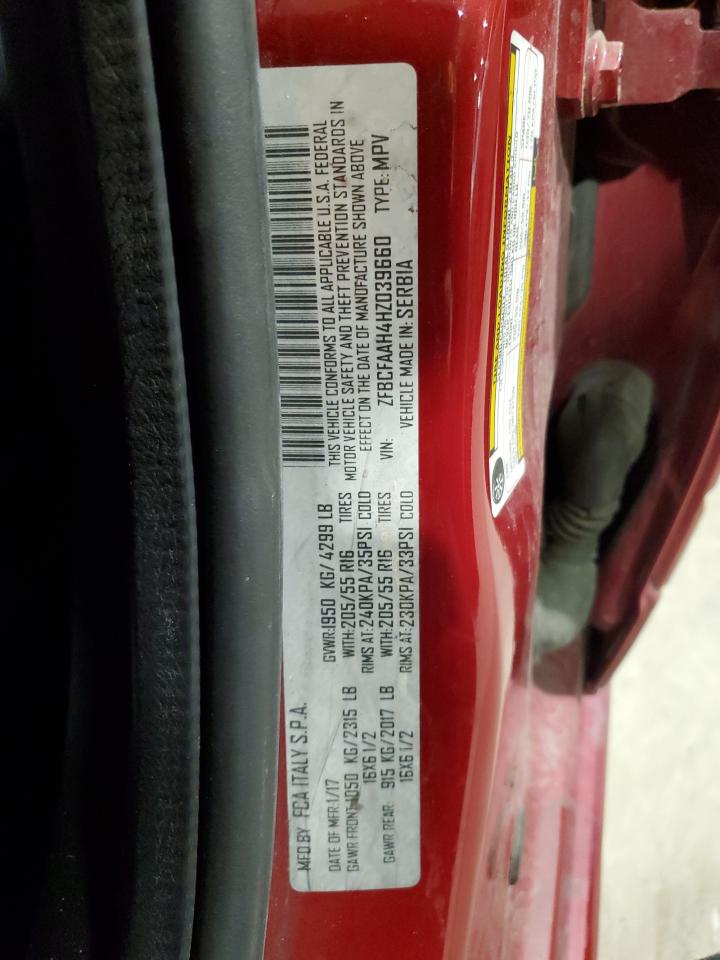 MFD BY FCA ITALY S.P.A.
GVWR:1950 KG/ 4299 LB
DATE OF MFR:1/17
GAWR FRONT:1050 KG/2315 LB
WITH:205/55 R16 TIRES
16X6 1/2
RIMS AT:240KPA/35PSI COLD
GAWR REAR: 915 KG/2017 LB
WITH:205/55 R16 TIRES
16X6 1/2
RIMS AT:230KPA/33PSI COLD
THIS VEHICLE CONFORMS TO ALL APPLICABLE U.S.A. FEDERAL
MOTOR VEHICLE SAFETY AND THEFT PREVENTION STANDARDS IN
EFFECT ON THE DATE OF MANUFACTURE SHOWN ABOVE
VIN: ZFBCFAAH4HZ039660 TYPE: MPV
VEHICLE MADE IN: SERBIA
TIRE AND LOADING INFORMATION